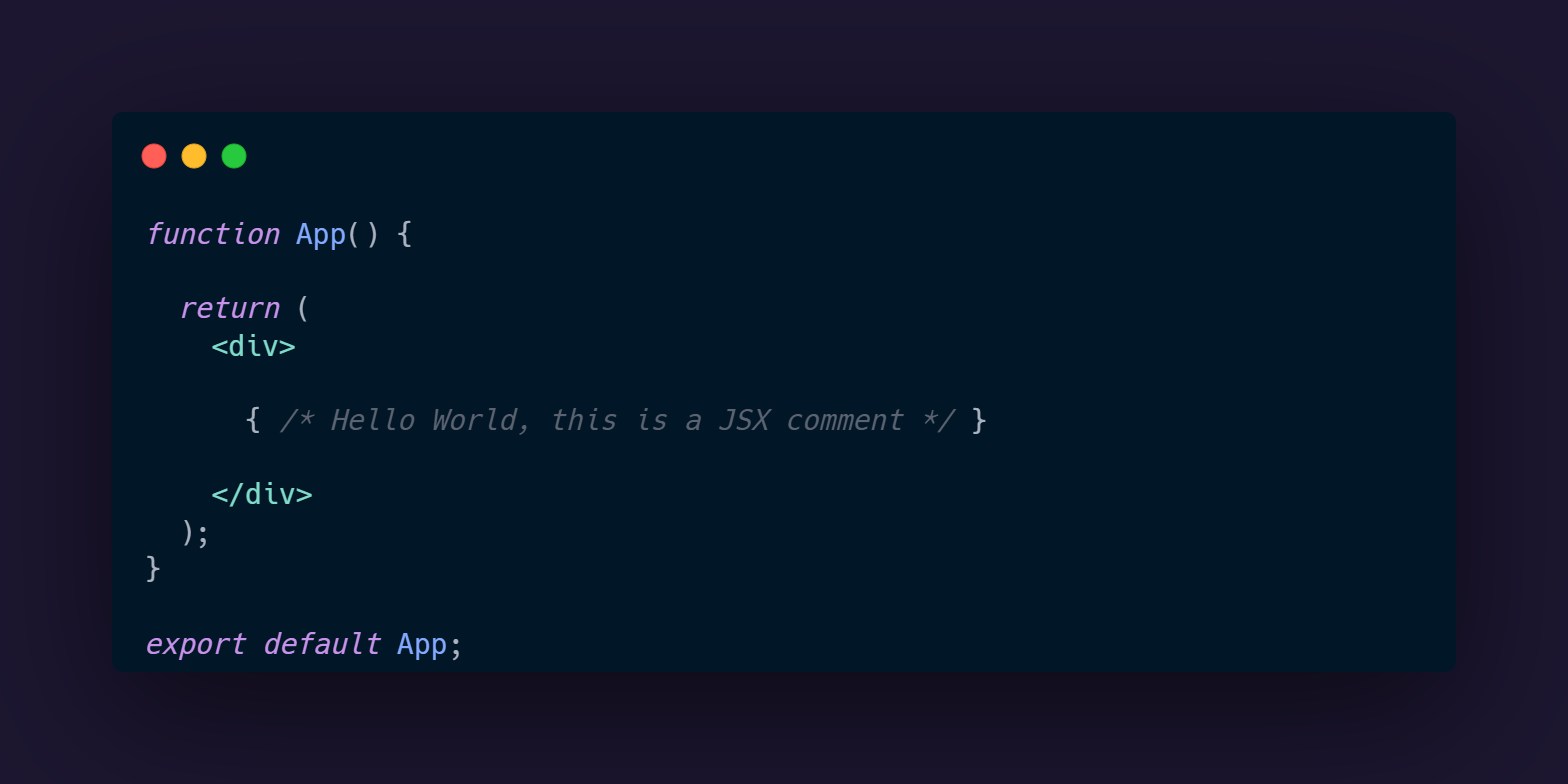 function App() {
return (
<div>
{ /* Hello World, this is a JSX comment */ }
</div>
);
}
export default App;